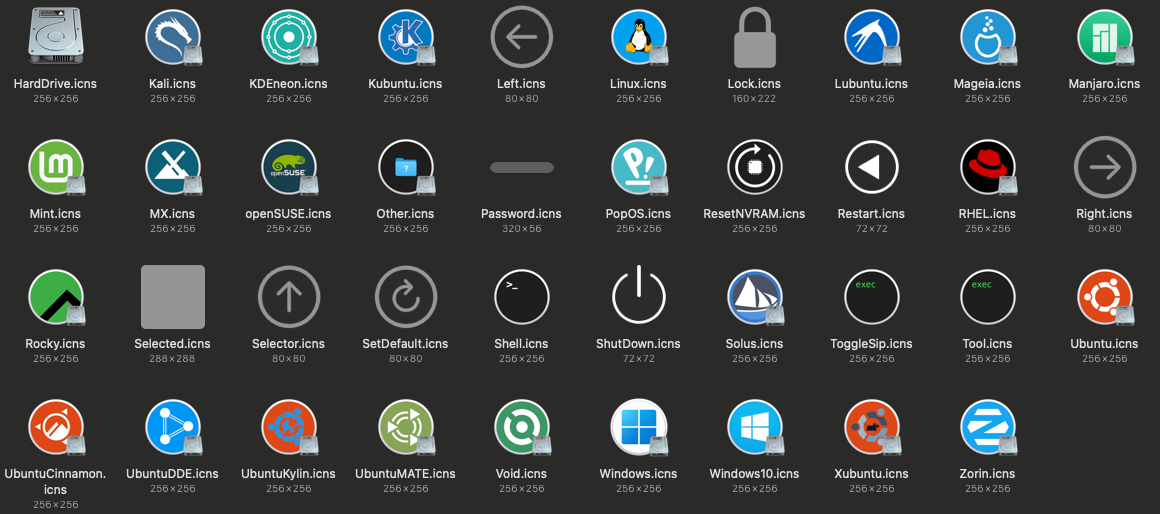 HardDrive.icns
256×256
Kali.icns
256×256
KDEneon.icns
256×256
Kubuntu.icns
256×256
Left.icns
80×80
Linux.icns
256×256
Lock.icns
160×222
Lubuntu.icns
256×256
Mageia.icns
256×256
Manjaro.icns
256×256
lm
Mint.icns
256×256
MX.icns
256×256
openSUSE
openSUSE.icns
256×256
?
Other.icns
256×256
Password.icns
320×56
P!
PopOS.icns
256×256
ResetNVRAM.icns
256×256
Restart.icns
72×72
RHEL.icns
256×256
Right.icns
80×80
Rocky.icns
256×256
Selected.icns
288×288
Selector.icns
80×80
SetDefault.icns
80×80
>_
Shell.icns
256×256
ShutDown.icns
72×72
Solus.icns
256×256
exec
ToggleSip.icns
256×256
exec
Tool.icns
256×256
Ubuntu.icns
256×256
UbuntuCinnamon.
icns
256×256
UbuntuDDE.icns
256×256
UbuntuKylin.icns
256×256
UbuntuMATE.icns
256×256
Void.icns
256×256
Windows.icns
256×256
Windows10.icns
256×256
Xubuntu.icns
256×256
Zorin.icns
256×256